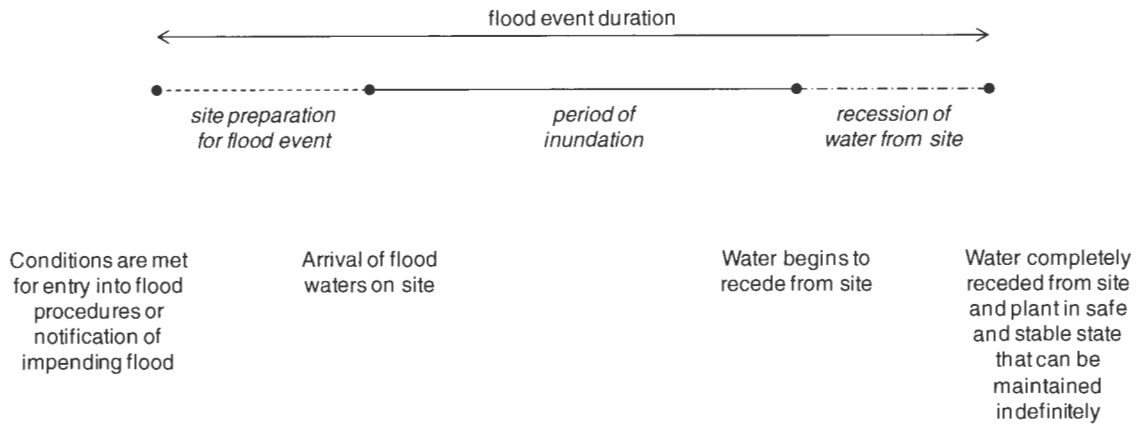 flood event duration
site preparation
for flood event
period of
inundation
recession of
water from site
Conditions are met
for entry into flood
procedures or
notification of
impending flood
Arrival of flood
waters on site
Water begins to
recede from site
Water completely
receded from site
and plant in safe
and stable state
that can be
maintained
indefinitely